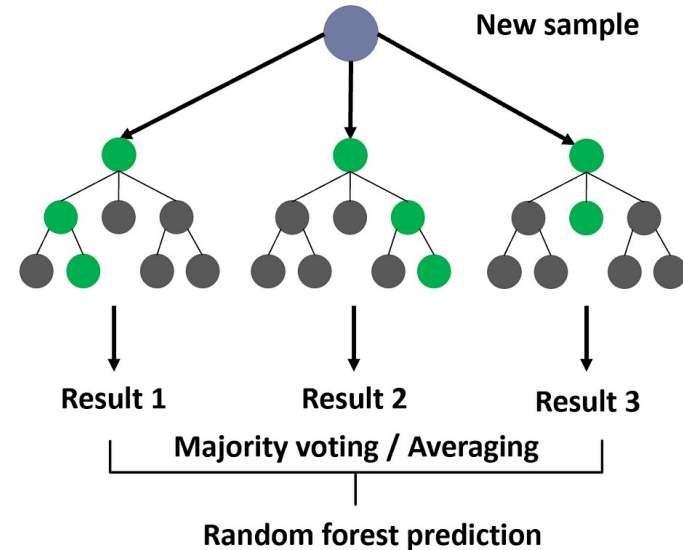 New sample
Result 1
Result 2
Result 3
Majority voting / Averaging
Random forest prediction